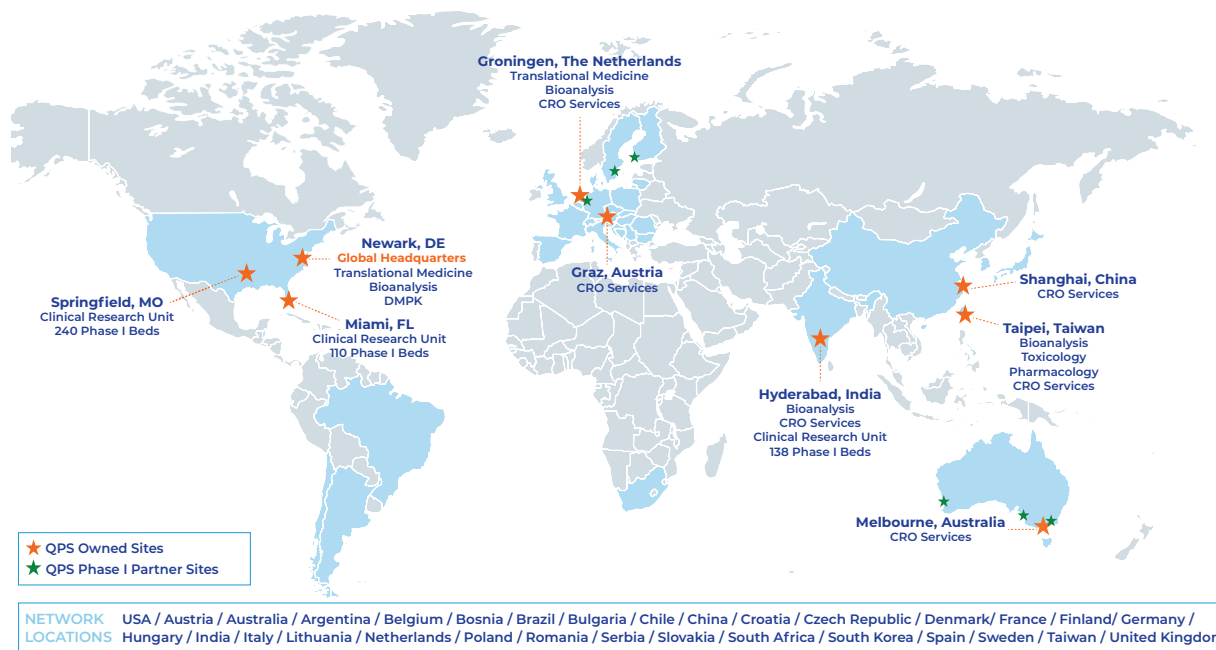 Groningen, The Netherlands
Translational Medicine
Bioanalysis
CRO Services
Newark, DE
Global Headquarters
Translational Medicine
Bioanalysis
DMPK
Springfield, MO
Clinical Research Unit
240 Phase I Beds
Miami, FL
Clinical Research Unit
110 Phase I Beds
Graz, Austria
CRO Services
Shanghai, China
CRO Services
Taipei, Taiwan
Bioanalysis
Toxicology
Pharmacology
CRO Services
Hyderabad, India
Bioanalysis
CRO Services
Clinical Research Unit
138 Phase I Beds
Melbourne, Australia
CRO Services
QPS Owned Sites
QPS Phase I Partner Sites
NETWORK LOCATIONS
USA / Austria / Australia / Argentina / Belgium / Bosnia / Brazil / Bulgaria / Chile / China / Croatia / Czech Republic / Denmark/ France / Finland/ Germany /
Hungary / India / Italy / Lithuania / Netherlands / Poland / Romania / Serbia / Slovakia / South Africa / South Korea / Spain / Sweden / Taiwan / United Kingdor